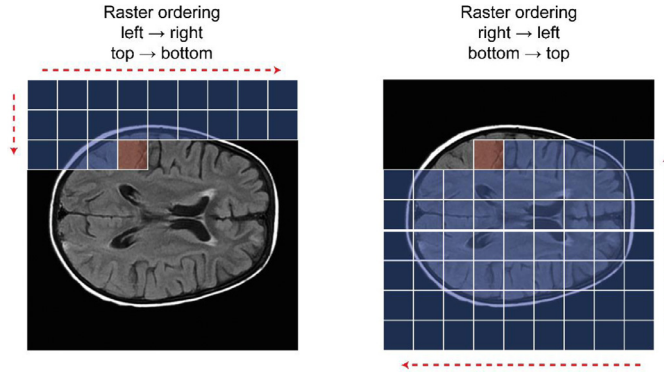 Raster ordering
left → right
top → bottom
Raster ordering
right → left
bottom → top